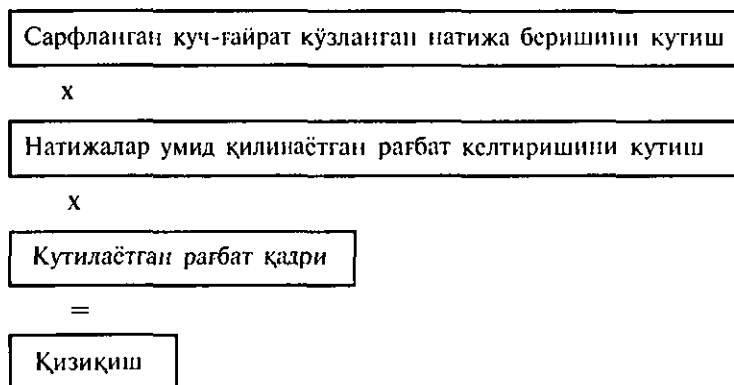 Сарфланган куч-ғайрат кўзланган натижа беришини кутиш
х
Натижалар умид қилинаётган рағбат келтиришини кутиш
х
Кутилаётган рағбат қадри
=
Қизиқиш